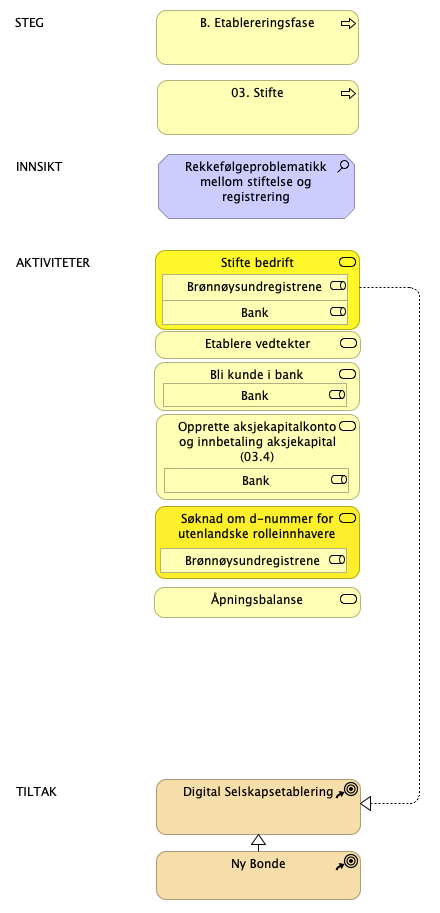 STEG
B. Etablereringsfase
03. Stifte
INNSIKT
Rekkefølgeproblematikk
mellom stiftelse og
registrering
AKTIVITETER
Stifte bedrift
Brønnøysundregistrene
Bank
Etablere vedtekter
Bli kunde i bank
Bank
Opprette aksjekapitalkonto
og innbetaling aksjekapital
(03.4)
Bank
Søknad om d-nummer for
utenlandske rolleinnhavere
Brønnøysundregistrene
Åpningsbalanse
TILTAK
Digital Selskapsetablering
Ny Bonde